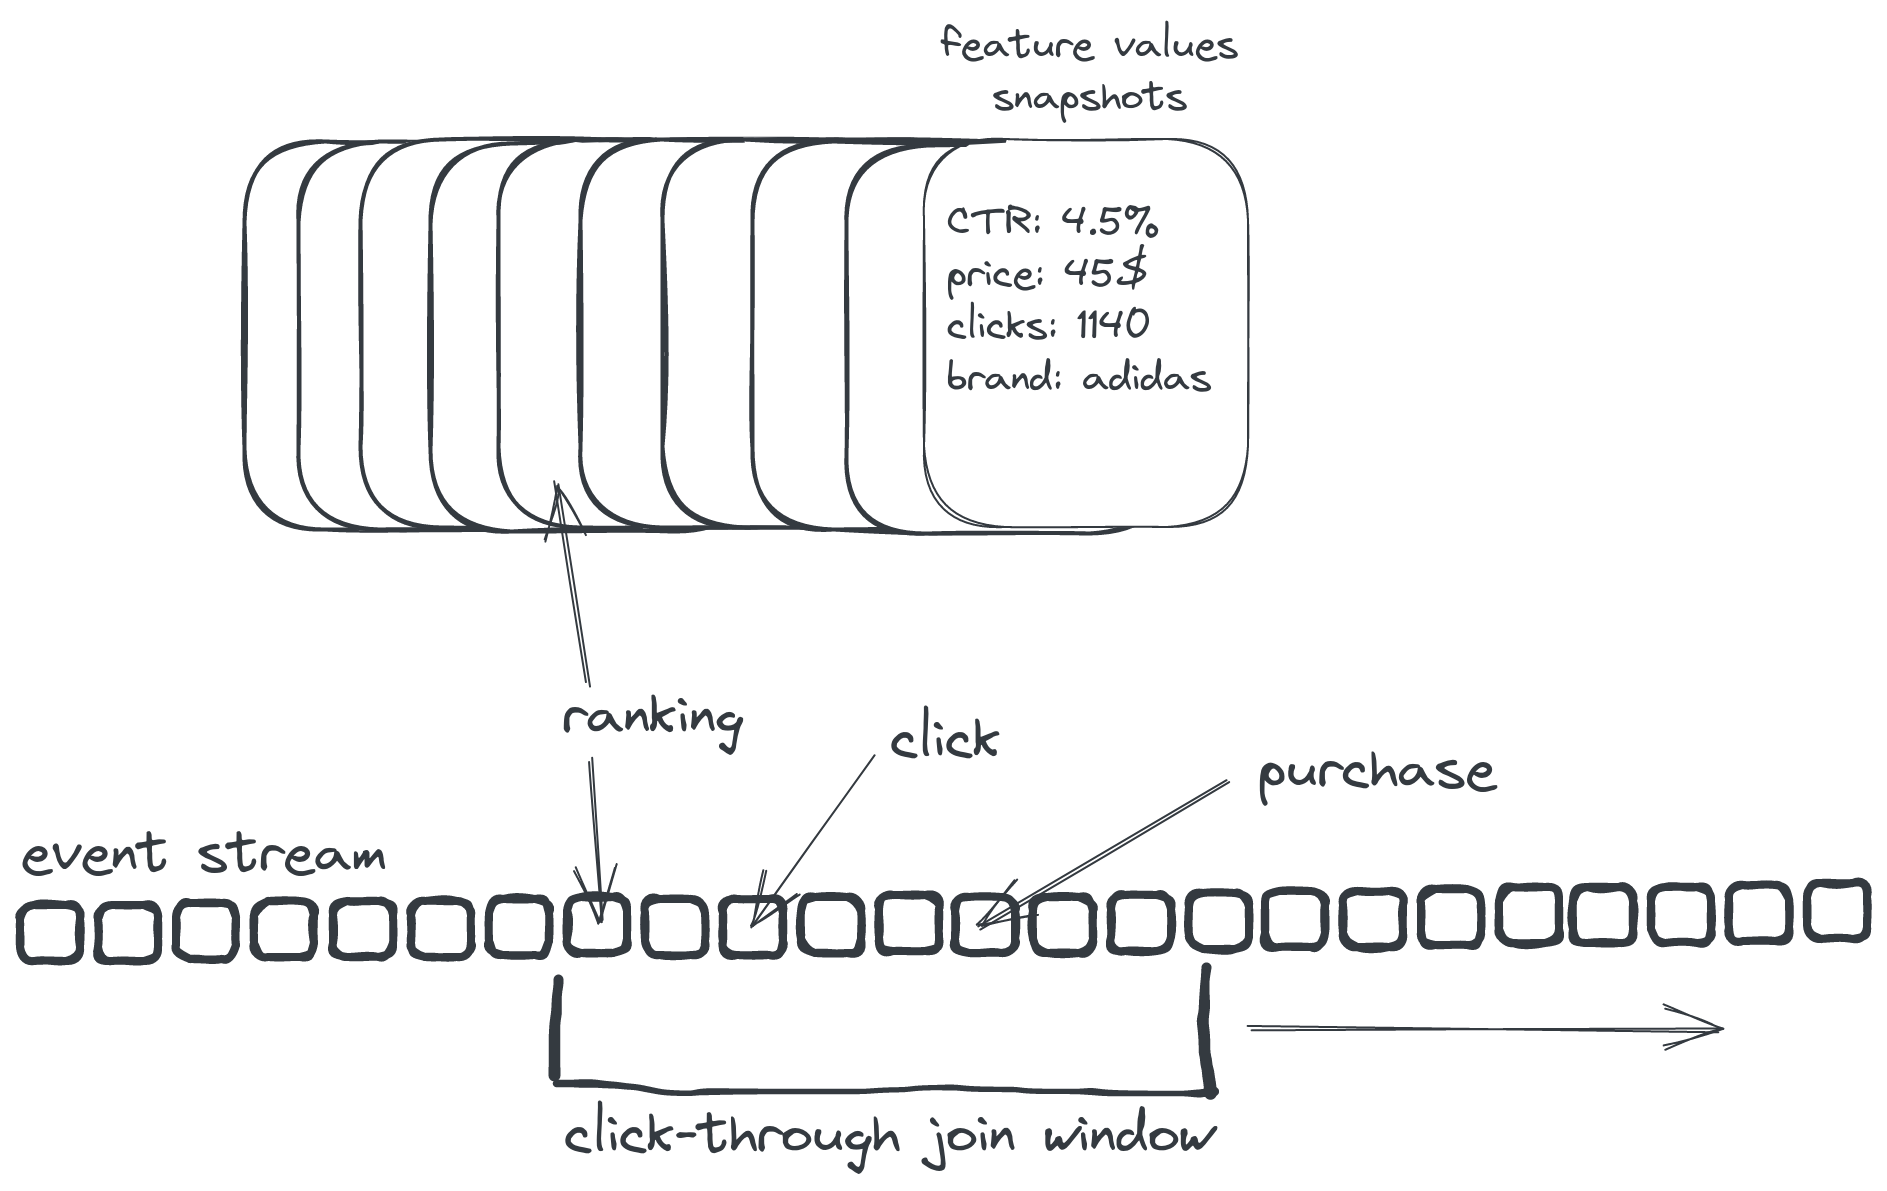 feature values
snapshots
CTR: 4.5%
price: 45$
clicks: 1140
brand: adidas
ranking
click
purchase
event stream
click-through join window